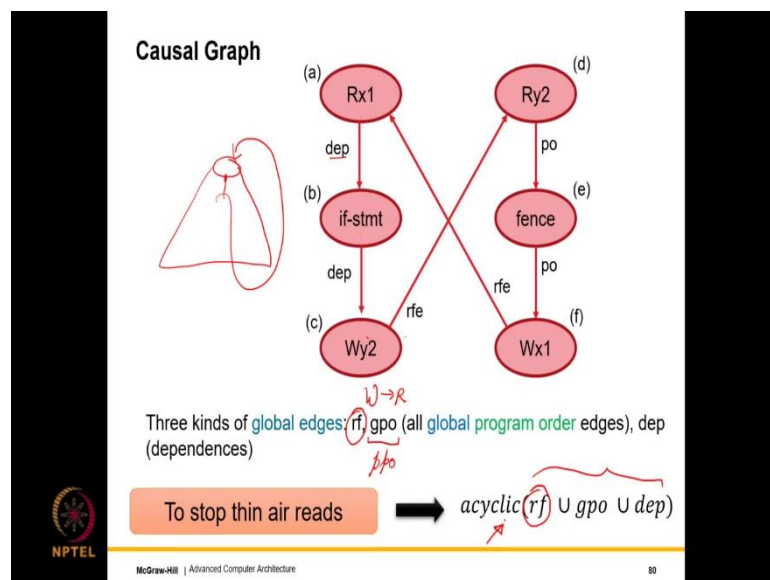 Causal Graph
(a)
Rx1
(d)
Ry2
dep
po
(b)
if-stmt
(e)
fence
dep
po
rfe
rfe
(c)
Wy2
(f)
Wx1
W → R
Three kinds of global edges: rf, gpo (all global program order edges), dep
(dependences)
ppo
To stop thin air reads
acyclic(rf ∪ gpo ∪ dep)
NPTEL
McGraw-Hill | Advanced Computer Architecture
80